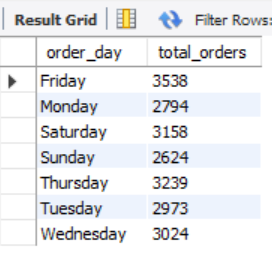 Result Grid Filter Rows:
order_day total_orders
Friday 3538
Monday 2794
Saturday 3158
Sunday 2624
Thursday 3239
Tuesday 2973
Wednesday 3024